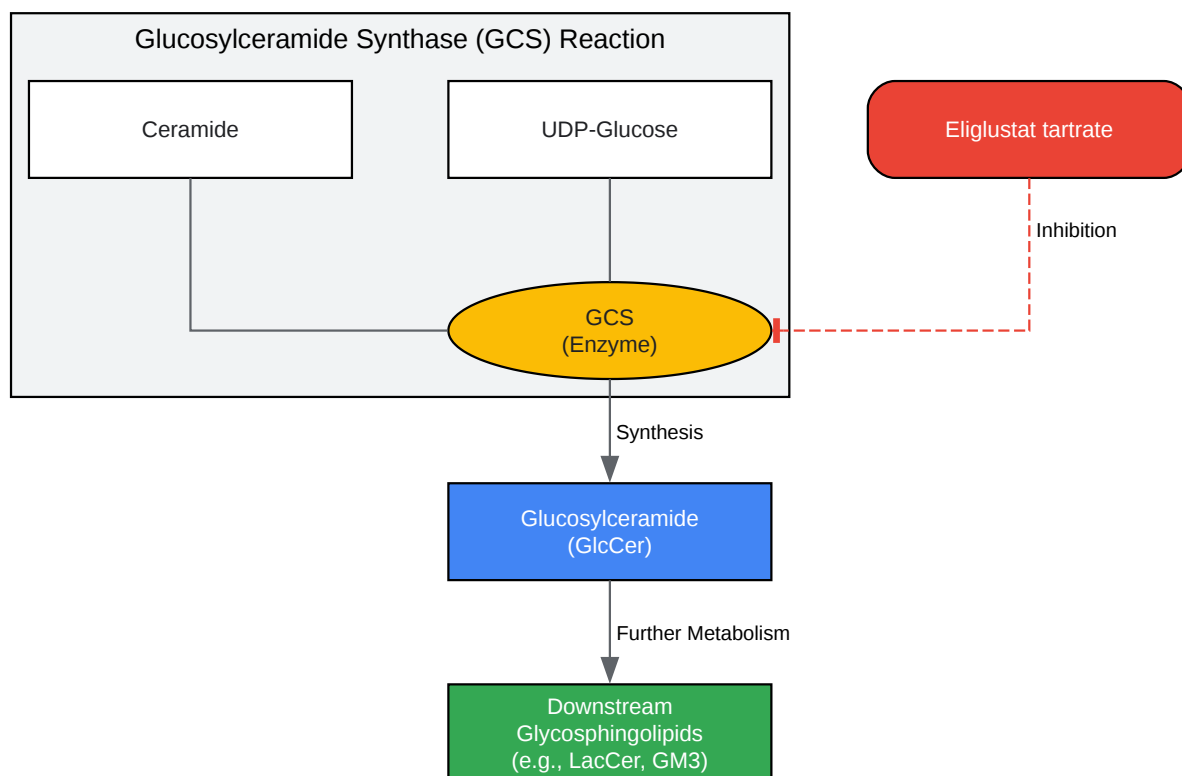 Glucosylceramide Synthase (GCS) Reaction
Ceramide
UDP-Glucose
Eliglustat tartrate
Inhibition
GCS
(Enzyme)
Synthesis
Glucosylceramide
(GlcCer)
Further Metabolism
Downstream
Glycosphingolipids
(e.g., LacCer, GM3)